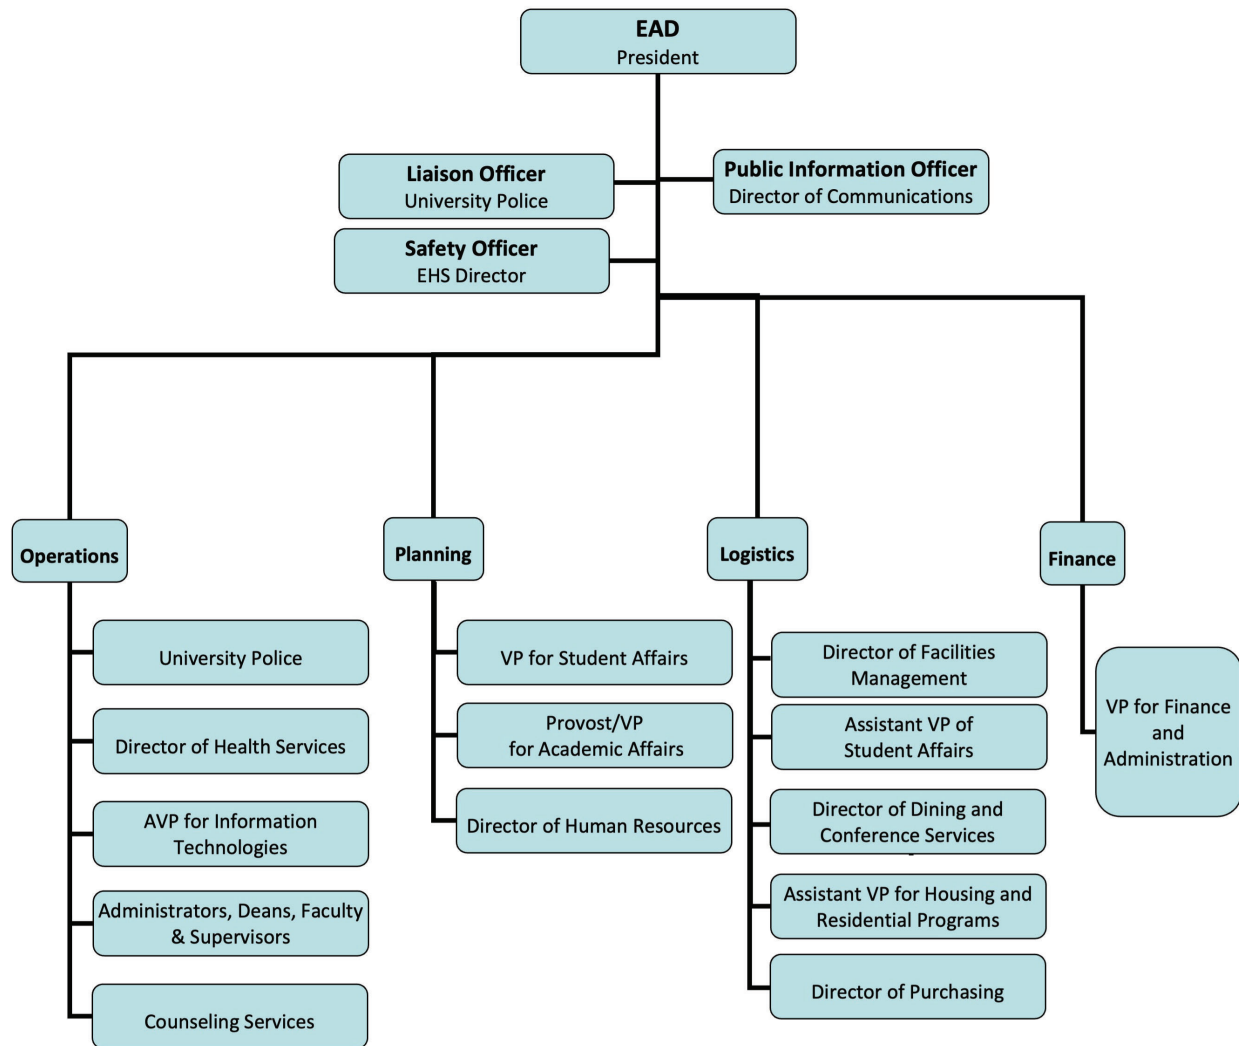 EAD
President
Liaison Officer
University Police
Public Information Officer
Director of Communications
Safety Officer
EHS Director
Operations
Planning
Logistics
Finance
University Police
Director of Health Services
AVP for Information
Technologies
Administrators, Deans, Faculty
& Supervisors
Counseling Services
VP for Student Affairs
Provost/VP
for Academic Affairs
Director of Human Resources
Director of Facilities
Management
Assistant VP of
Student Affairs
Director of Dining and
Conference Services
Assistant VP for Housing and
Residential Programs
Director of Purchasing
VP for Finance
and
Administration